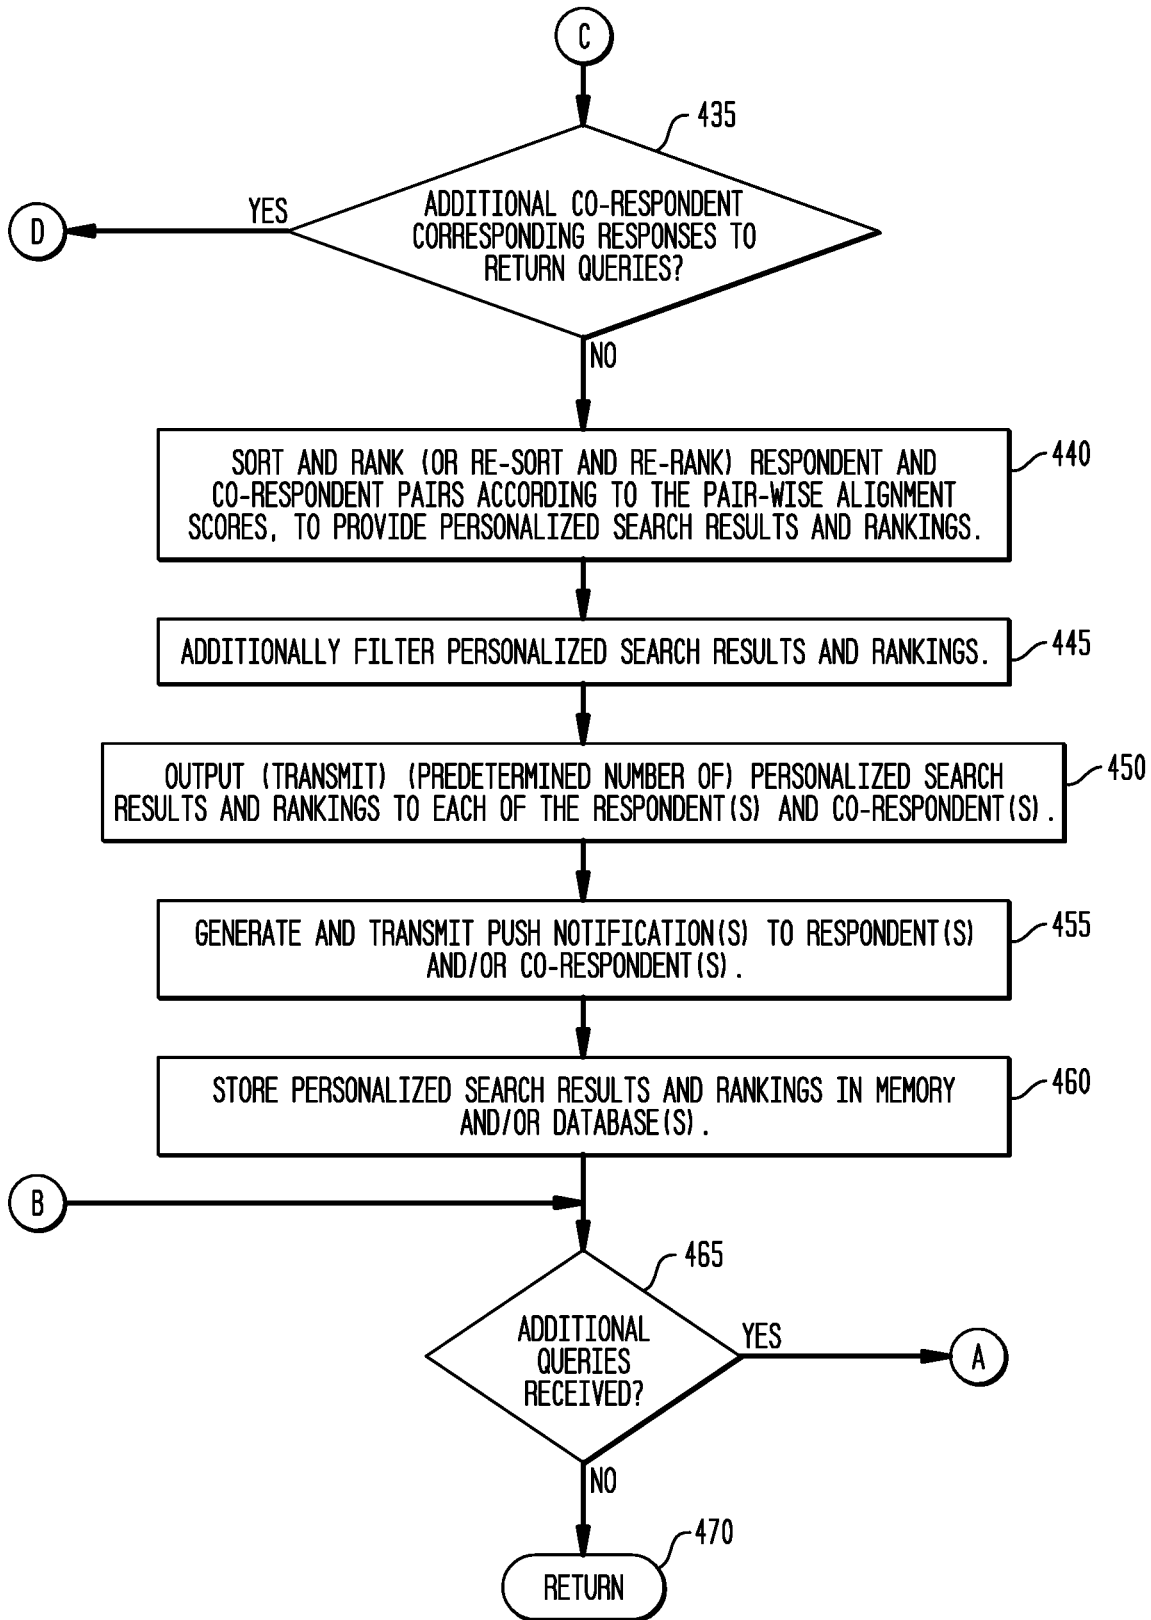 C
435
ADDITIONAL CO-RESPONDENT
CORRESPONDING RESPONSES TO
RETURN QUERIES?
YES
D
NO
SORT AND RANK (OR RE-SORT AND RE-RANK) RESPONDENT AND
CO-RESPONDENT PAIRS ACCORDING TO THE PAIR-WISE ALIGNMENT
SCORES, TO PROVIDE PERSONALIZED SEARCH RESULTS AND RANKINGS.
440
ADDITIONALLY FILTER PERSONALIZED SEARCH RESULTS AND RANKINGS.
445
OUTPUT (TRANSMIT) (PREDETERMINED NUMBER OF) PERSONALIZED SEARCH
RESULTS AND RANKINGS TO EACH OF THE RESPONDENT(S) AND CO-RESPONDENT(S).
450
GENERATE AND TRANSMIT PUSH NOTIFICATION(S) TO RESPONDENT(S)
AND/OR CO-RESPONDENT(S).
455
STORE PERSONALIZED SEARCH RESULTS AND RANKINGS IN MEMORY
AND/OR DATABASE(S).
460
B
465
ADDITIONAL
QUERIES
RECEIVED?
YES
A
NO
470
RETURN